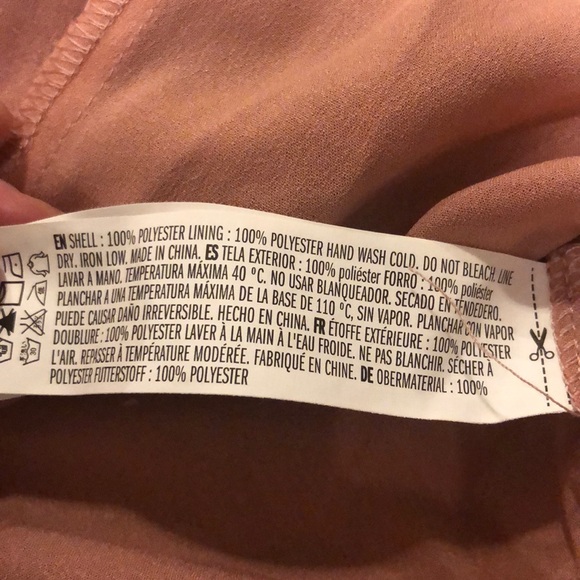 EN SHELL : 100% POLYESTER LINING : 100% POLYESTER HAND WASH COLD. DO NOT BLEACH LINE
DRY. IRON LOW. MADE IN CHINA. ES TELA EXTERIOR : 100% poliéster FORRO : 100% poliéster
LAVAR A MANO. TEMPERATURA MÁXIMA 40 °C. NO USAR BLANQUEADOR. SECADO EN TENDEDERO.
PLANCHAR A UNA TEMPERATURA MÁXIMA DE LA BASE DE 110 °C, SIN VAPOR. PLANCHAR CON VAPOR
PUEDE CAUSAR DAÑO IRREVERSIBLE. HECHO EN CHINA. FR ÉTOFFE EXTÉRIEURE : 100% POLYESTER
DOUBLURE: 100% POLYESTER LAVER À LA MAIN À L'EAU FROIDE. NE PAS BLANCHIR. SÉCHER À
L'AIR. REPASSER À TEMPÉRATURE MODÉRÉE. FABRIQUÉ EN CHINE. DE OBERMATERIAL : 100%
POLYESTER FUTTERSTOFF : 100% POLYESTER